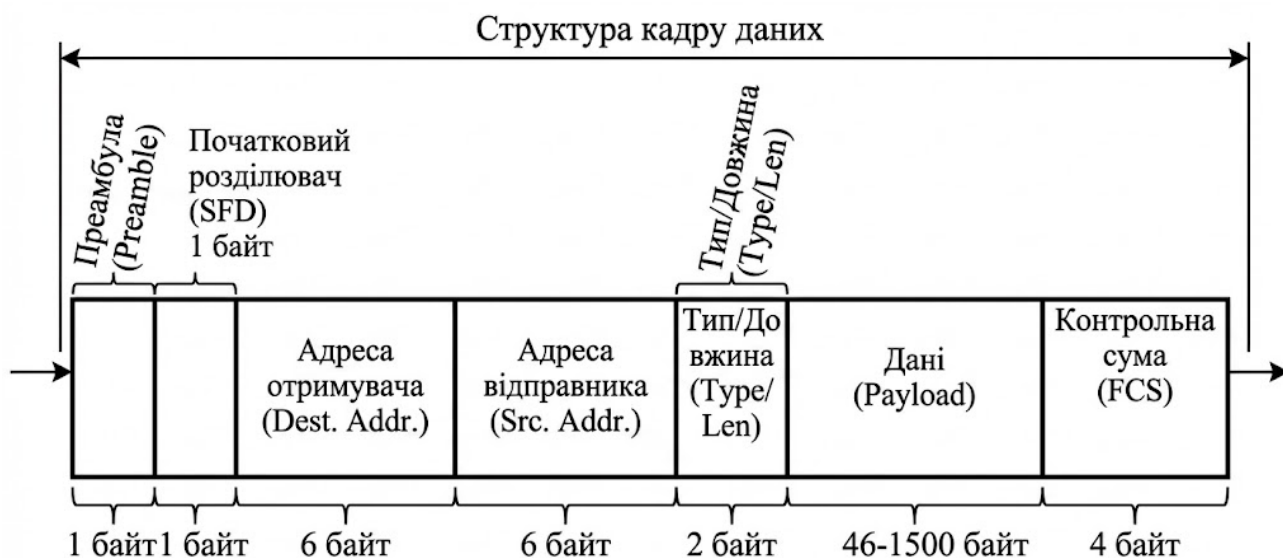 Структура кадру даних
Преамбула
(Preamble)
Початковий
розділювач
(SFD)
1 байт
Тип/Довжина
(Type/Len)
Адреса
отримувача
(Dest. Addr.)
Адреса
відправника
(Src. Addr.)
Тип/До
вжина
(Type/
Len)
Дані
(Payload)
Контрольна
сума
(FCS)
1 байт
1 байт
6 байт
6 байт
2 байт
46-1500 байт
4 байт